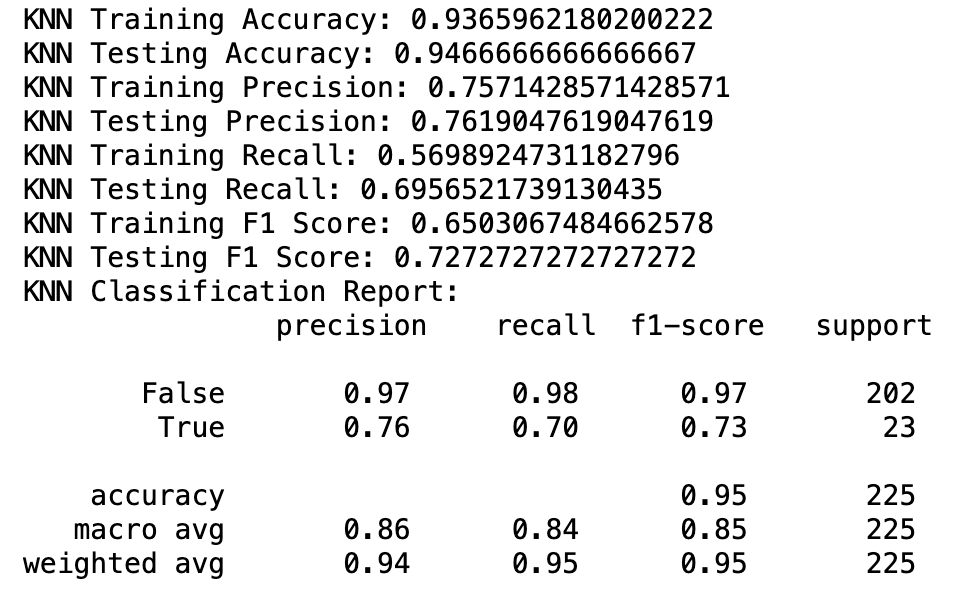 KNN Training Accuracy: 0.9365962180200222
KNN Testing Accuracy: 0.9466666666666667
KNN Training Precision: 0.7571428571428571
KNN Testing Precision: 0.7619047619047619
KNN Training Recall: 0.5698924731182796
KNN Testing Recall: 0.6956521739130435
KNN Training F1 Score: 0.6503067484662578
KNN Testing F1 Score: 0.7272727272727272
KNN Classification Report:
precision recall f1-score support
False 0.97 0.98 0.97 202
True 0.76 0.70 0.73 23
accuracy 0.95 225
macro avg 0.86 0.84 0.85 225
weighted avg 0.94 0.95 0.95 225